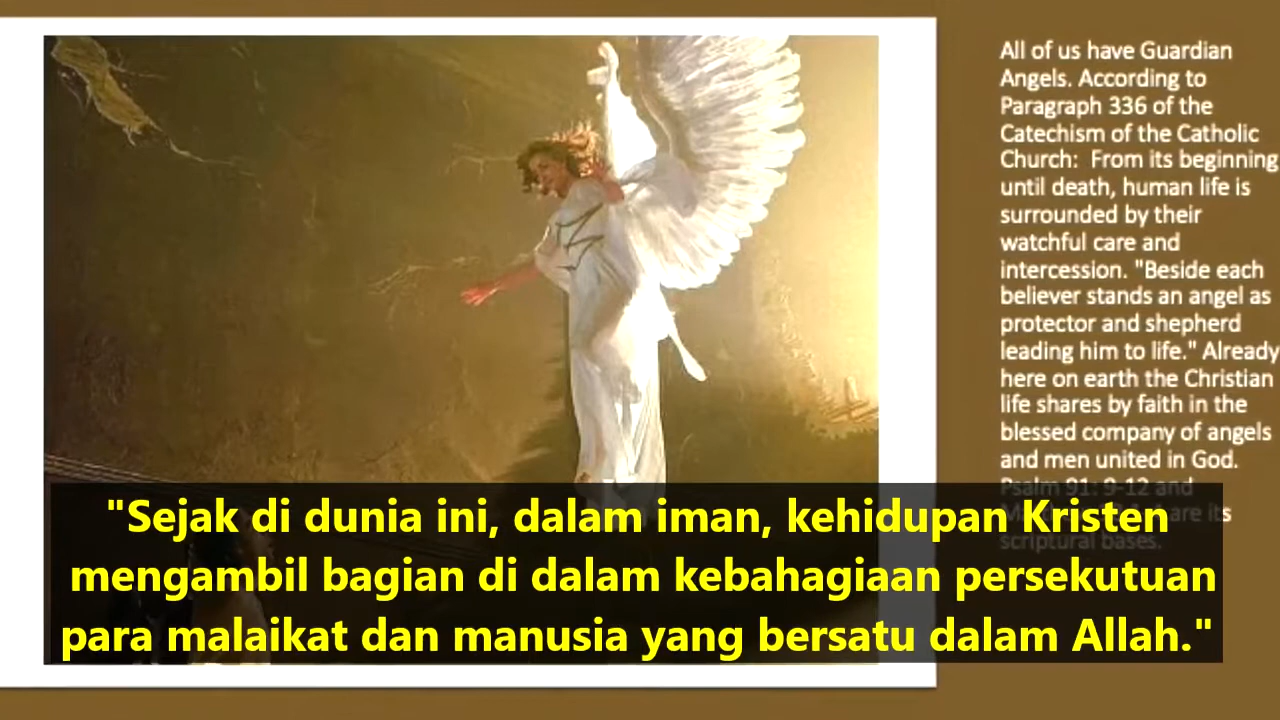 All of us have Guardian
Angels. According to
Paragraph 336 of the
Catechism of the Catholic
Church: From its beginning
until death, human life is
surrounded by their
watchful care and
intercession. "Beside each
believer stands an angel as
protector and shepherd
leading him to life." Already
here on earth the Christian
life shares by faith in the
blessed company of angels
and men united in God.
Psalm 91: 9-12 and
are its
scriptural bases.
"Sejak di dunia ini, dalam iman, kehidupan Kristen
mengambil bagian di dalam kebahagiaan persekutuan
para malaikat dan manusia yang bersatu dalam Allah."